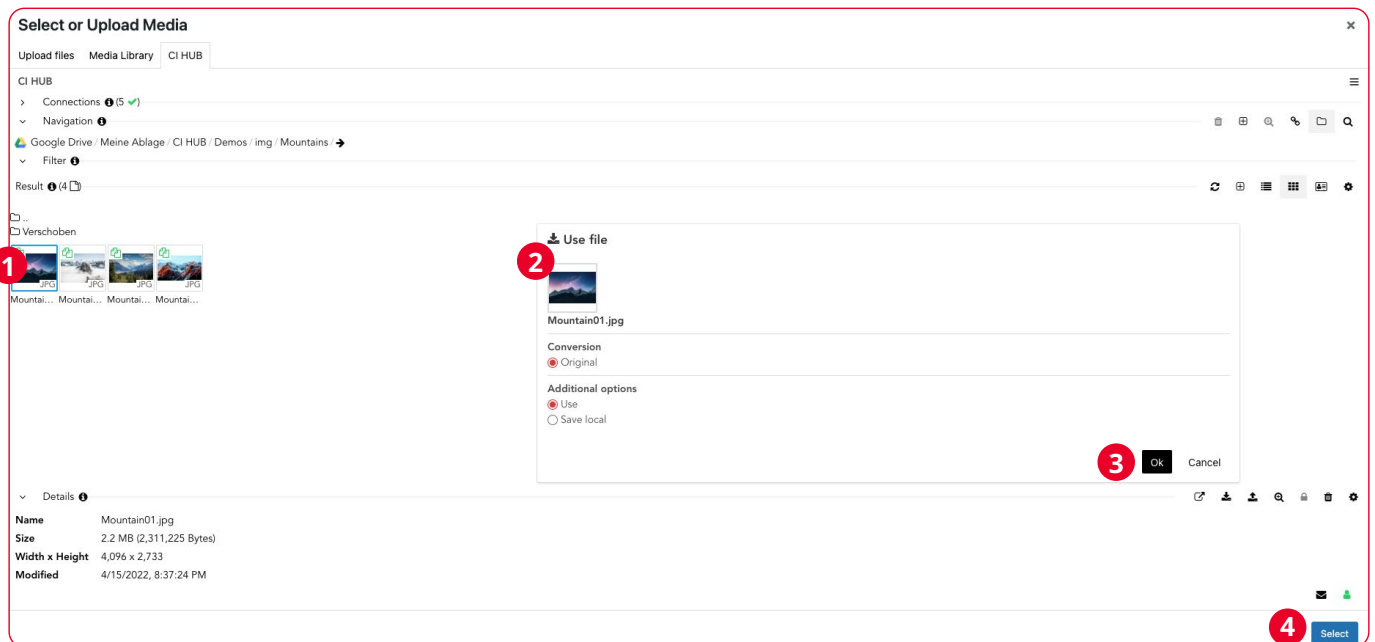 Select or Upload Media ×
Upload files Media Library CI HUB
CI HUB
Connections (5 ✔)
Navigation
Google Drive / Meine Ablage / CI HUB / Demos / img / Mountains /
Filter
Result (4)
..
Verschoben
1
JPG JPG JPG JPG
Mountai... Mountai... Mountai... Mountai...
Use file
2
Mountain01.jpg
Conversion
Original
Additional options
Use
Save local
3 Ok Cancel
Details
Name Mountain01.jpg
Size 2.2 MB (2,311,225 Bytes)
Width x Height 4,096 x 2,733
Modified 4/15/2022, 8:37:24 PM
4 Select